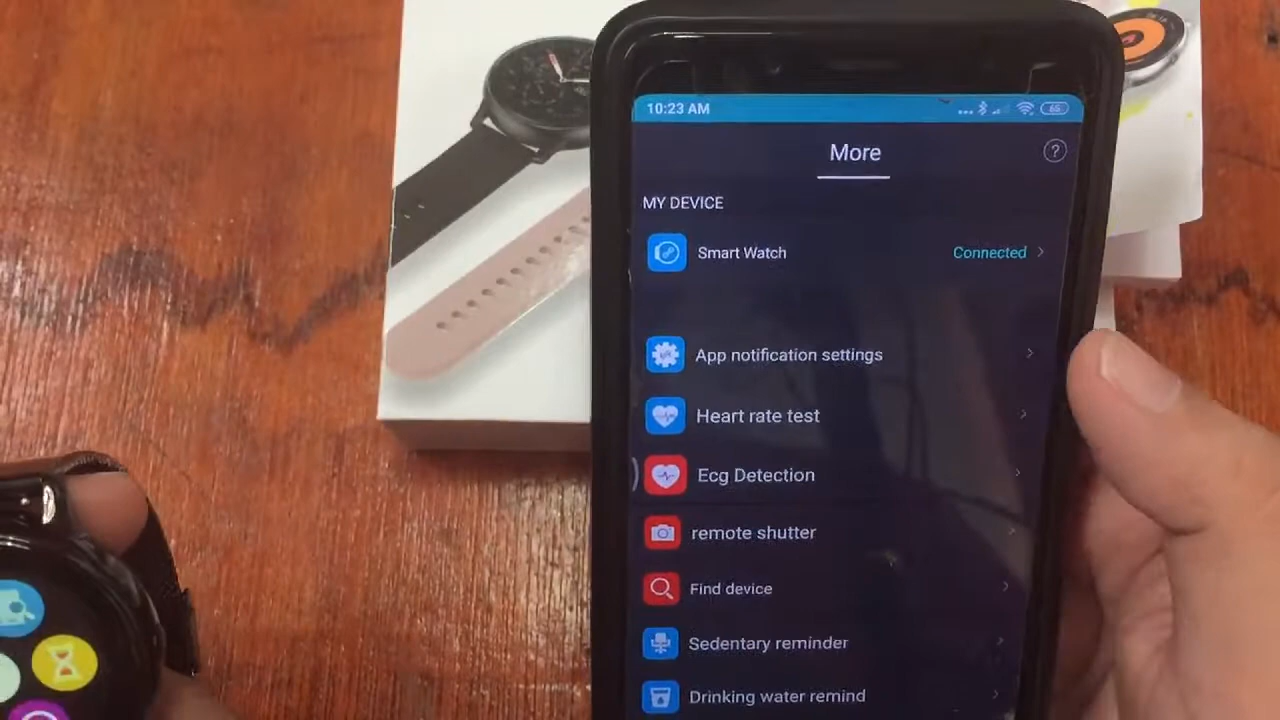 10:23 AM
65
More
?
MY DEVICE
Smart Watch
Connected
App notification settings
Heart rate test
Ecg Detection
remote shutter
Find device
Sedentary reminder
Drinking water remind